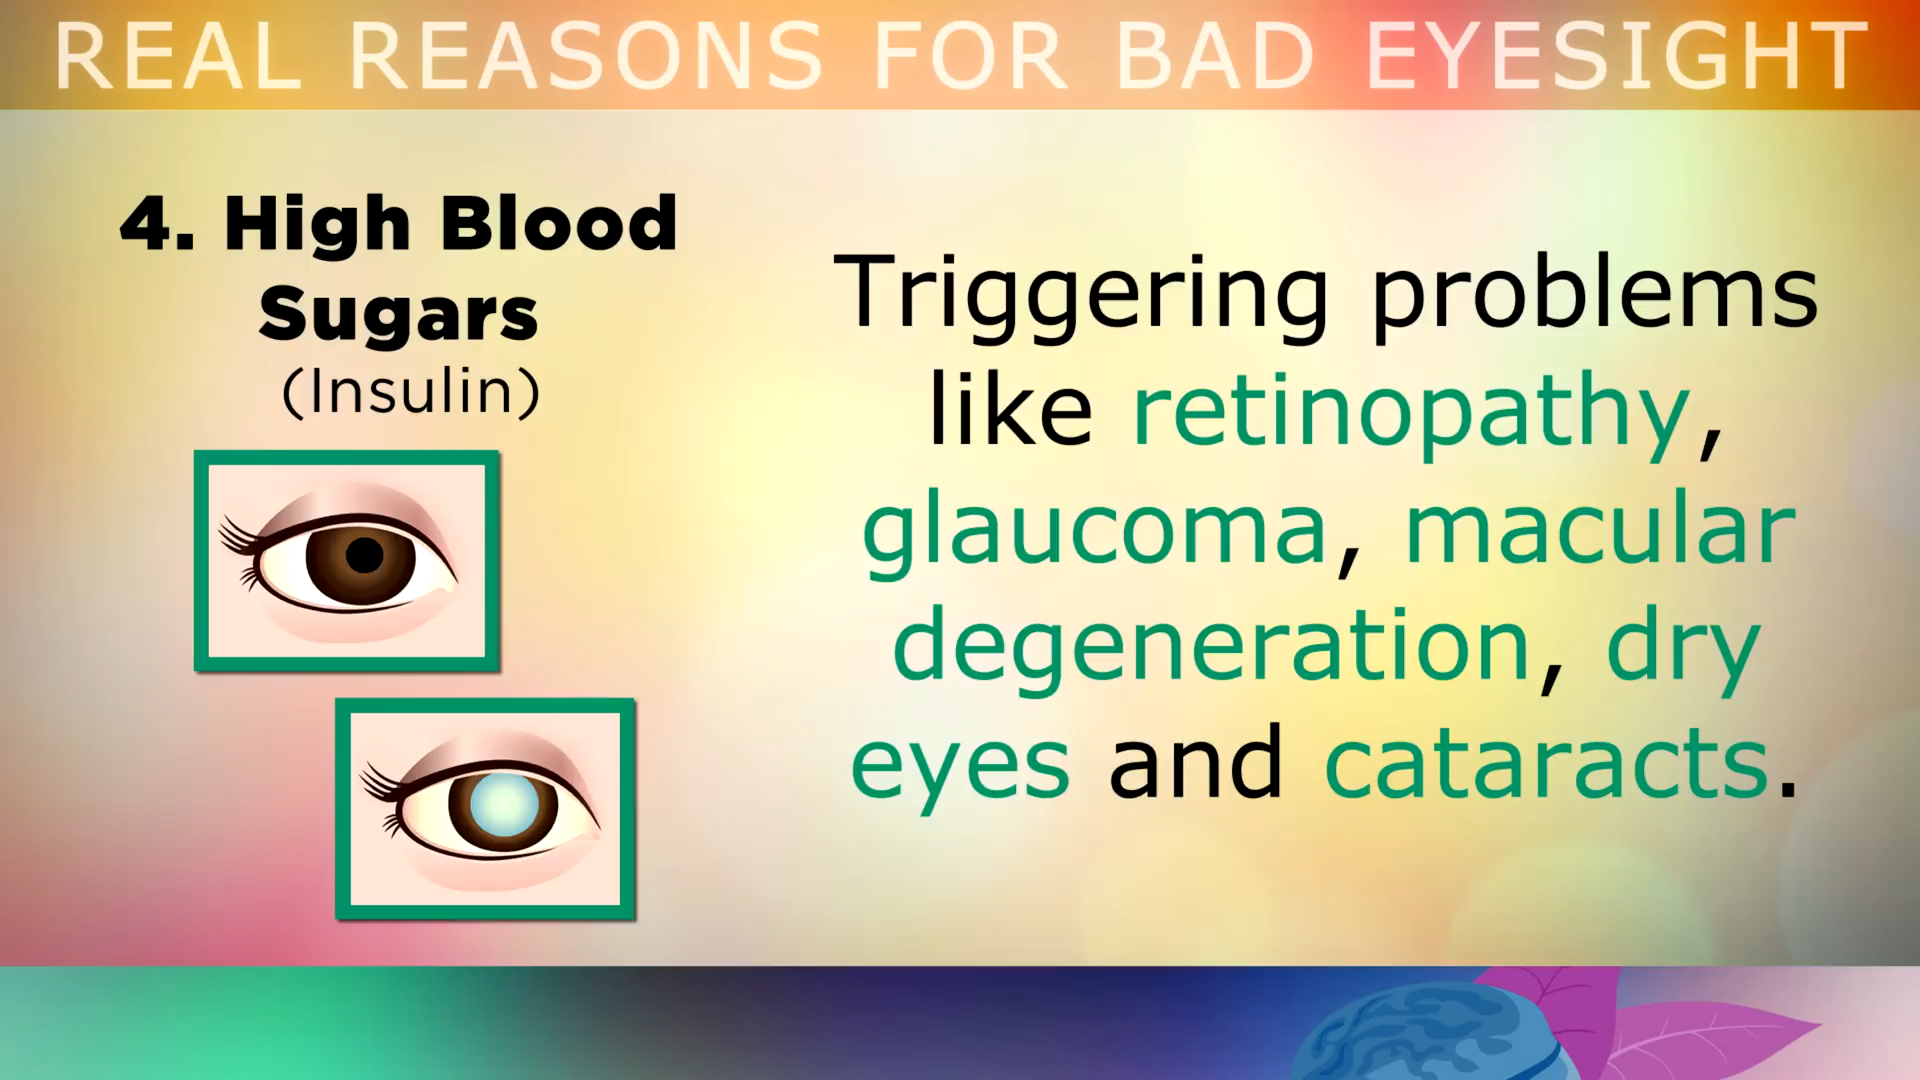 REAL REASONS FOR BAD EYESIGHT
4. High Blood
Sugars
(Insulin)
Triggering problems
like retinopathy,
glaucoma, macular
degeneration, dry
eyes and cataracts.